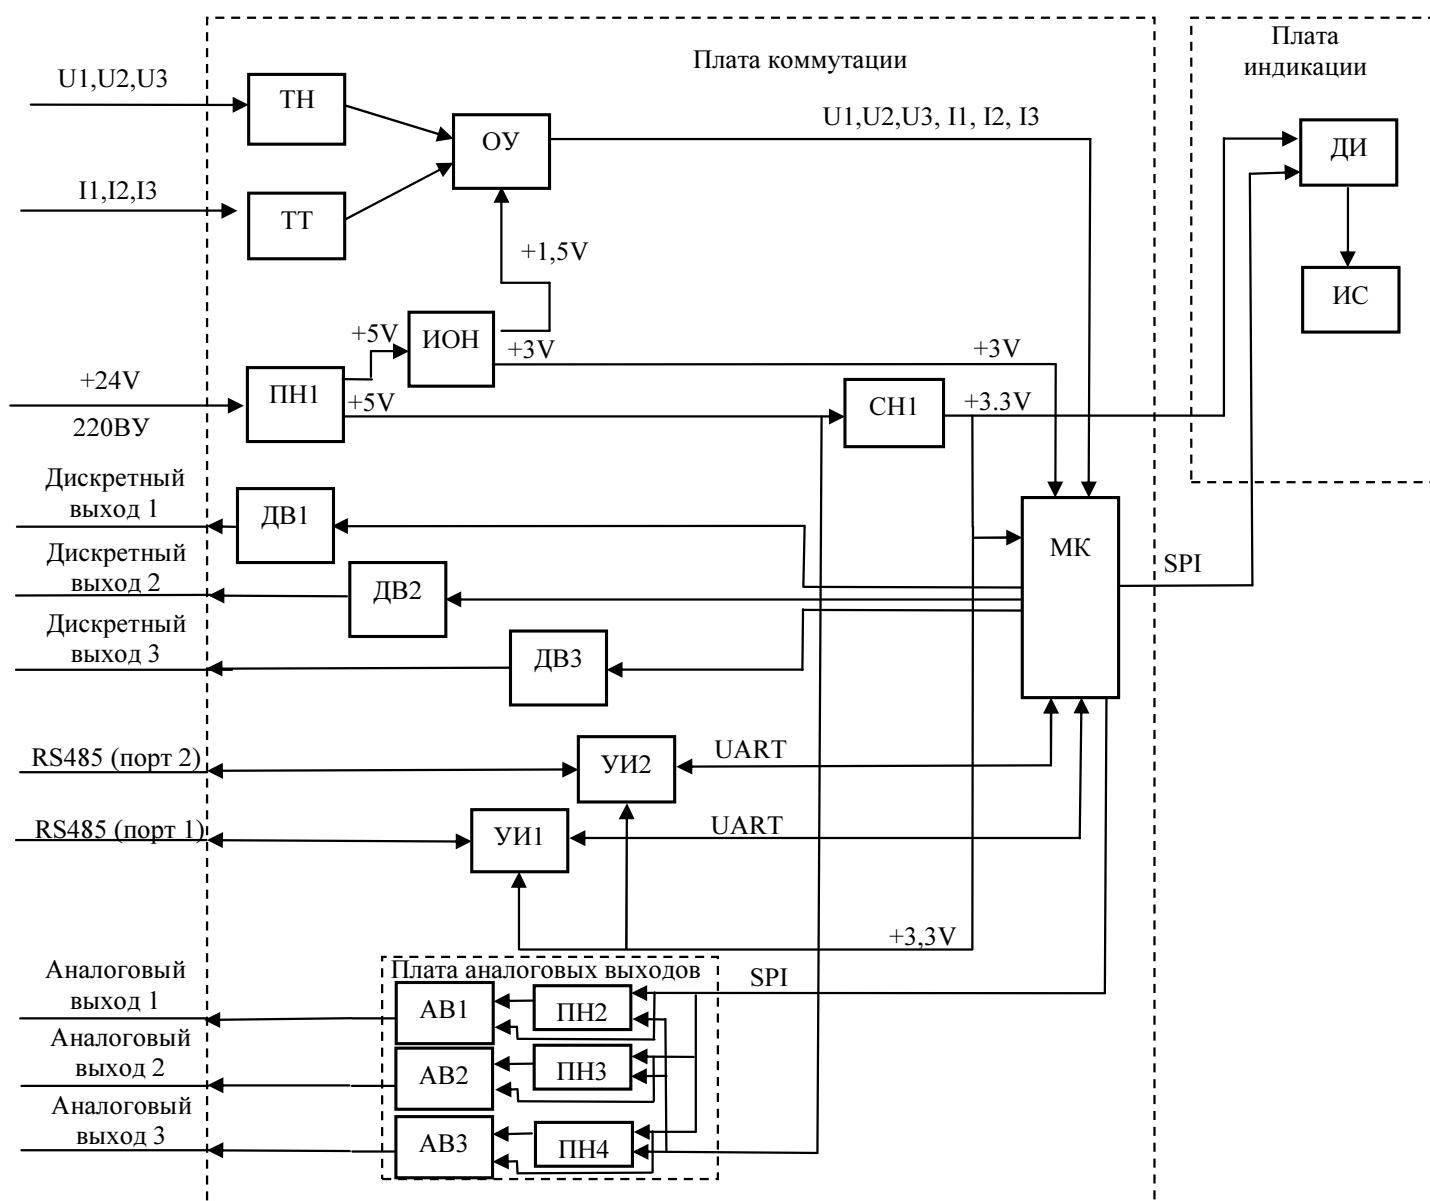 Плата коммутации
Плата
индикации
U1,U2,U3
ТН
ОУ
U1,U2,U3, I1, I2, I3
ДИ
I1,I2,I3
ТТ
+1,5V
ИС
+5V
ИОН
+3V
+3V
+24V
220ВУ
ПН1
+5V
СН1
+3.3V
Дискретный
выход 1
ДВ1
МК
SPI
Дискретный
выход 2
ДВ2
Дискретный
выход 3
ДВ3
RS485 (порт 2)
УИ2
UART
RS485 (порт 1)
УИ1
UART
+3,3V
Плата аналоговых выходов
SPI
Аналоговый
выход 1
АВ1
ПН2
Аналоговый
выход 2
АВ2
ПН3
Аналоговый
выход 3
АВ3
ПН4